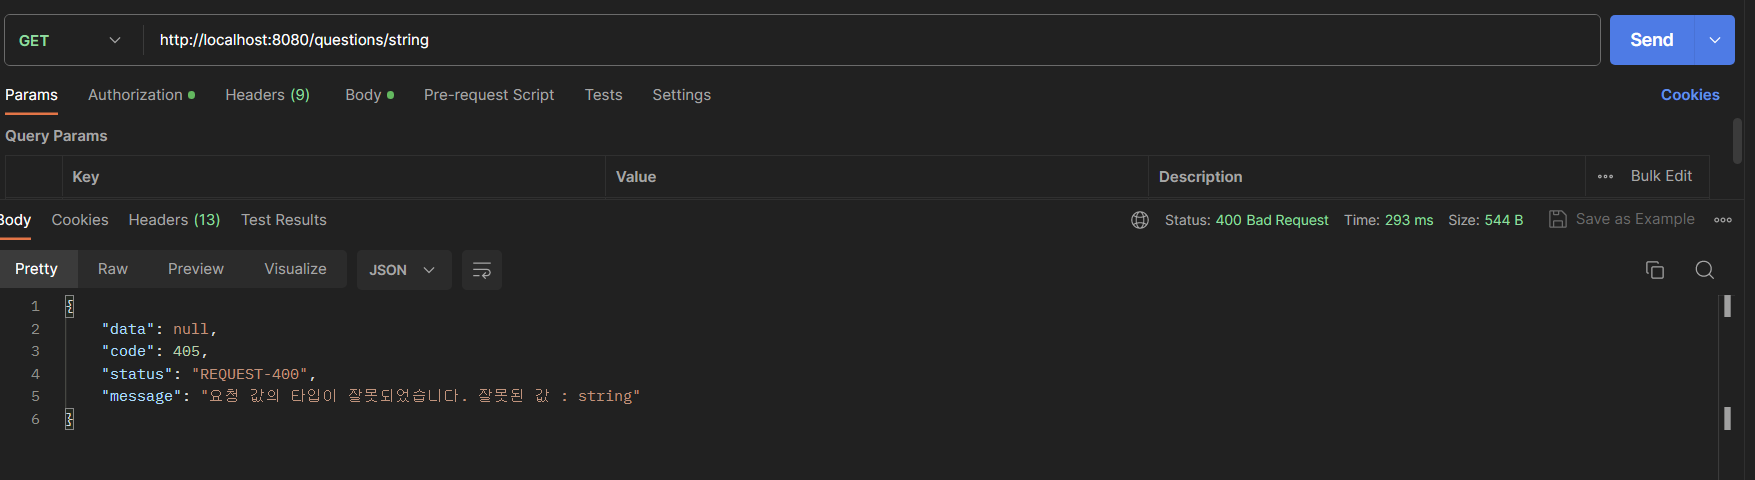 GET http://localhost:8080/questions/string Send
Params Authorization Headers (9) Body Pre-request Script Tests Settings Cookies
Query Params
Key Value Description Bulk Edit
Body Cookies Headers (13) Test Results Status: 400 Bad Request Time: 293 ms Size: 544 B Save as Example
Pretty Raw Preview Visualize JSON
1 {
2 "data": null,
3 "code": 405,
4 "status": "REQUEST-400",
5 "message": "요청 값의 타입이 잘못되었습니다. 잘못된 값 : string"
6 }